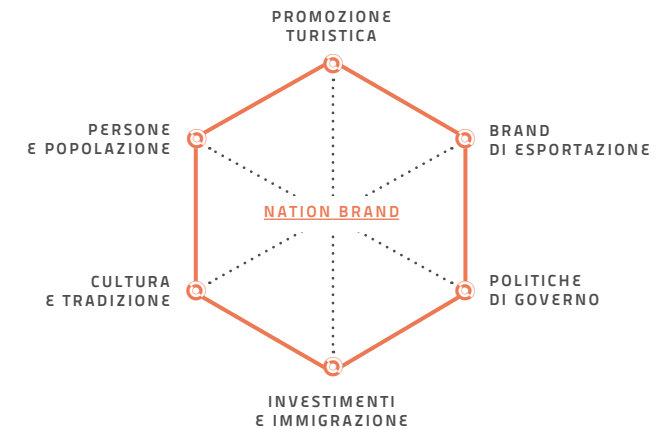 PROMOZIONE
TURISTICA
PERSONE
E POPOLAZIONE
BRAND
DI ESPORTAZIONE
NATION BRAND
CULTURA
E TRADIZIONE
POLITICHE
DI GOVERNO
INVESTIMENTI
E IMMIGRAZIONE